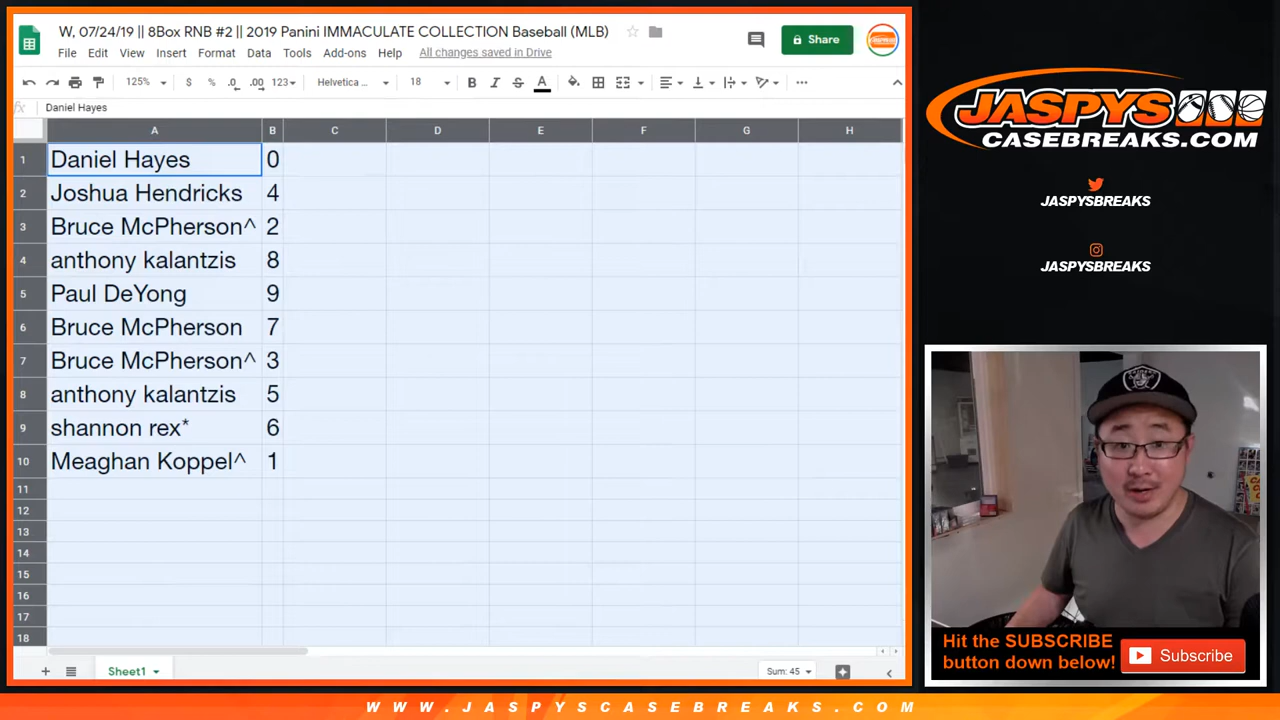 W, 07/24/19 || 8Box RNB #2 || 2019 Panini IMMACULATE COLLECTION Baseball (MLB)
File Edit View Insert Format Data Tools Add-ons Help All changes saved in Drive
Share
125% $ % .0 .00 123 Helvetica ... 18 B I S A
fx Daniel Hayes
A B C D E F G H
1 Daniel Hayes 0
2 Joshua Hendricks 4
3 Bruce McPherson^ 2
4 anthony kalantzis 8
5 Paul DeYong 9
6 Bruce McPherson 7
7 Bruce McPherson^ 3
8 anthony kalantzis 5
9 shannon rex* 6
10 Meaghan Koppel^ 1
11
12
13
14
15
16
17
18
Sheet1
Sum: 45
JASPYS
CASEBREAKS.COM
JASPYSBREAKS
JASPYSBREAKS
RAIDERS
Hit the SUBSCRIBE
button down below!
Subscribe
WWW.JASPYSCASEBREAKS.COM